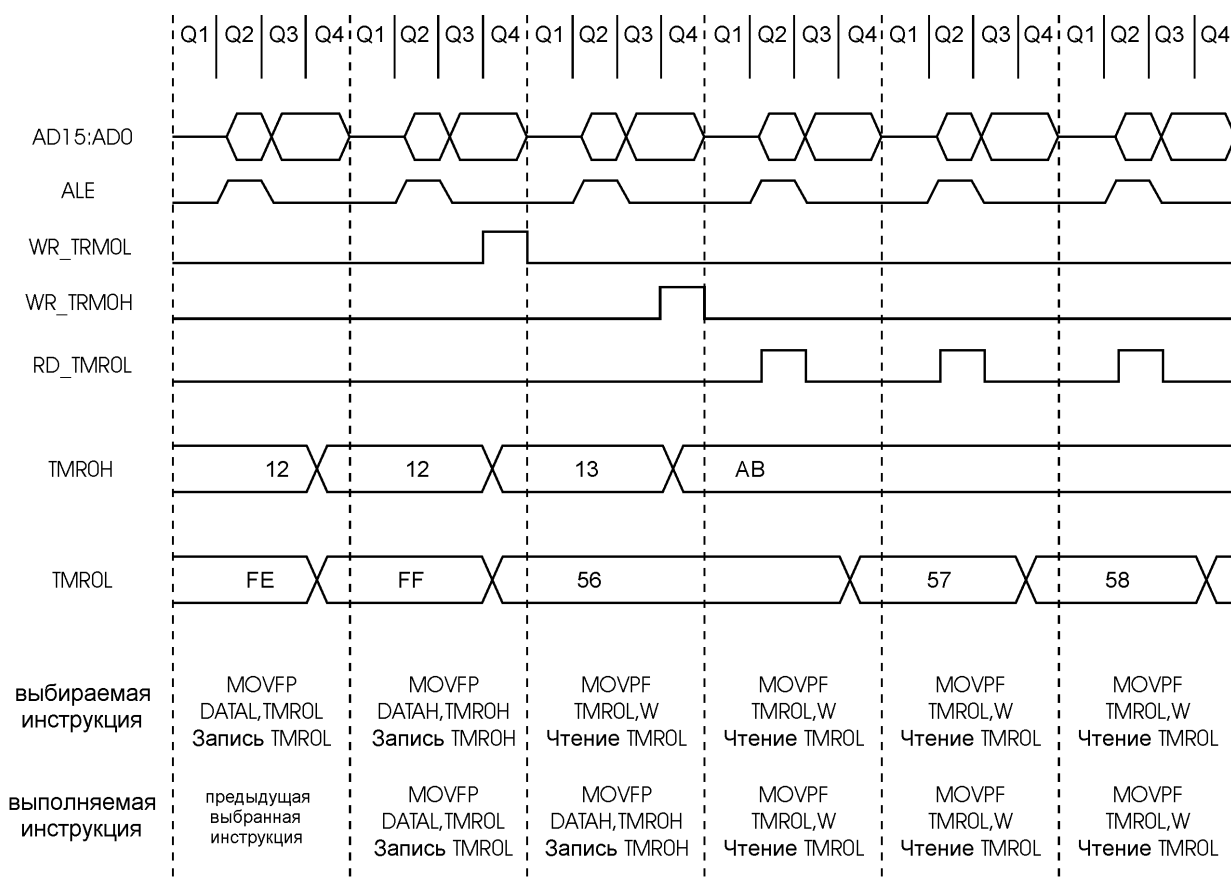 Q1 Q2 Q3 Q4 Q1 Q2 Q3 Q4 Q1 Q2 Q3 Q4 Q1 Q2 Q3 Q4 Q1 Q2 Q3 Q4 Q1 Q2 Q3 Q4
AD15:AD0
ALE
WR_TRM0L
WR_TRM0H
RD_TMR0L
TMR0H 12 12 13 AB
TMR0L FE FF 56 57 58
выбираемая
инструкция
MOVFP
DATAL,TMR0L
Запись TMR0L
MOVFP
DATAH,TMR0H
Запись TMR0H
MOVPF
TMR0L,W
Чтение TMR0L
MOVPF
TMR0L,W
Чтение TMR0L
MOVPF
TMR0L,W
Чтение TMR0L
MOVPF
TMR0L,W
Чтение TMR0L
выполняемая
инструкция
предыдущая
выбранная
инструкция
MOVFP
DATAL,TMR0L
Запись TMR0L
MOVFP
DATAH,TMR0H
Запись TMR0H
MOVPF
TMR0L,W
Чтение TMR0L
MOVPF
TMR0L,W
Чтение TMR0L
MOVPF
TMR0L,W
Чтение TMR0L